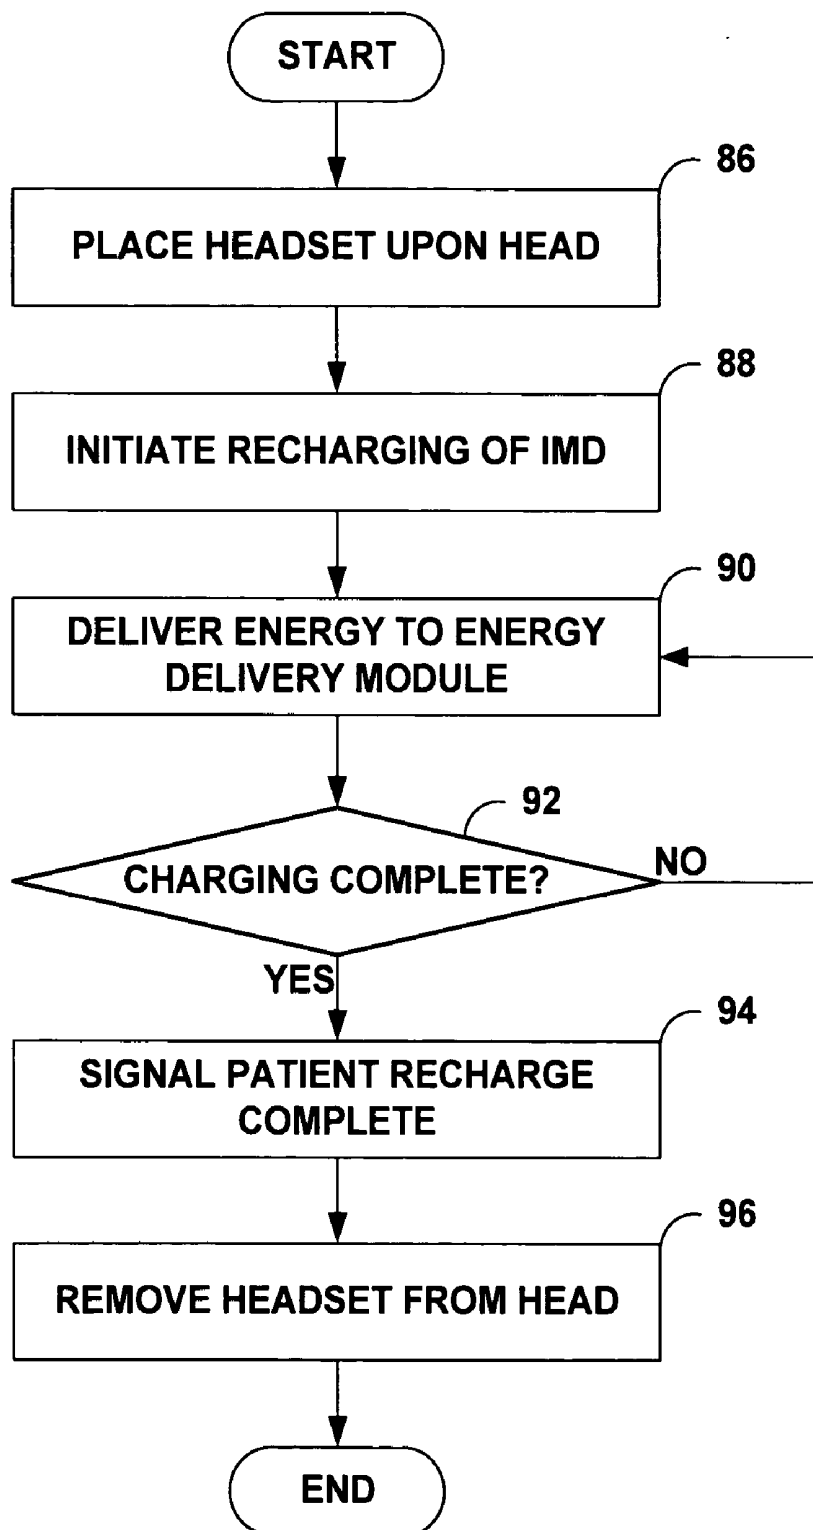 START
86
PLACE HEADSET UPON HEAD
88
INITIATE RECHARGING OF IMD
90
DELIVER ENERGY TO ENERGY
DELIVERY MODULE
92
CHARGING COMPLETE?
NO
YES
94
SIGNAL PATIENT RECHARGE
COMPLETE
96
REMOVE HEADSET FROM HEAD
END